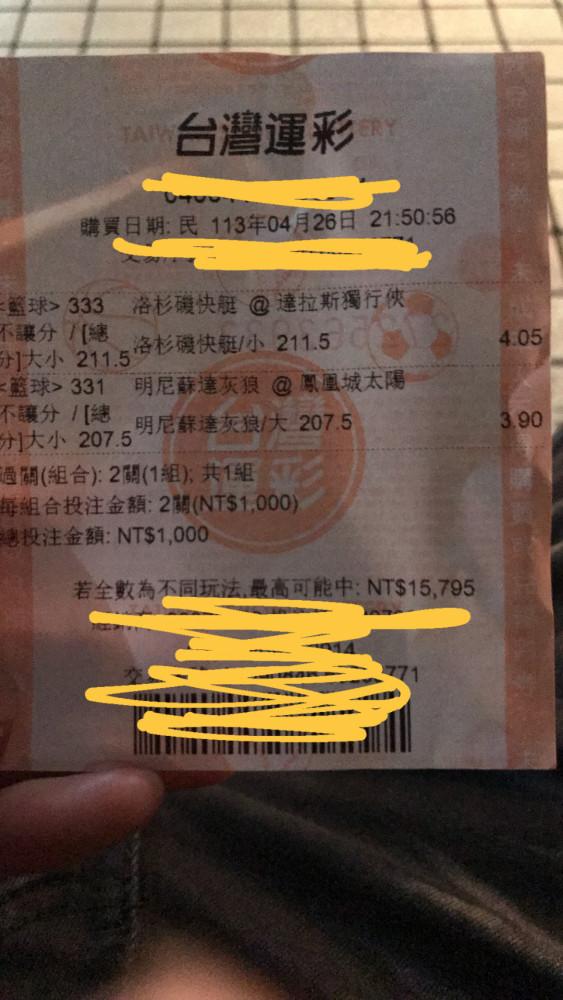 台灣運彩
購買日期: 民 113年04月26日 21:50:56
<籃球> 333 洛杉磯快艇 @ 達拉斯獨行俠
不讓分 / [總
分]大小 211.5 洛杉磯快艇/小 211.5 4.05
<籃球> 331 明尼蘇達灰狼 @ 鳳凰城太陽
不讓分 / [總
分]大小 207.5 明尼蘇達灰狼/大 207.5 3.90
過關(組合): 2關(1組); 共1組
每組合投注金額: 2關(NT$1,000)
總投注金額: NT$1,000
若全數為不同玩法,最高可能中: NT$15,795
771